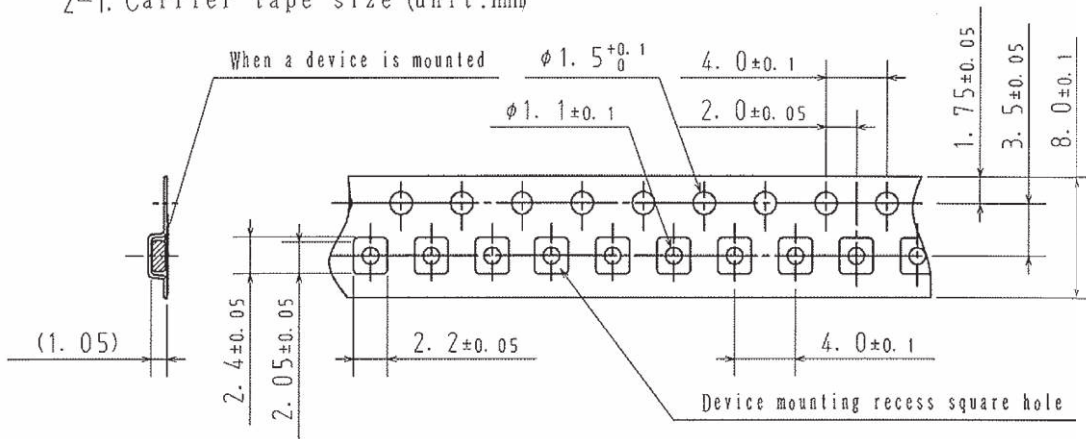 2-1. Carrier tape size (unit:mm)
When a device is mounted
φ1.5+0.1 0
4.0±0.1
φ1.1±0.1
2.0±0.05
1.75±0.05
3.5±0.05
8.0±0.1
(1.05)
2.4±0.05
2.05±0.05
2.2±0.05
4.0±0.1
Device mounting recess square hole